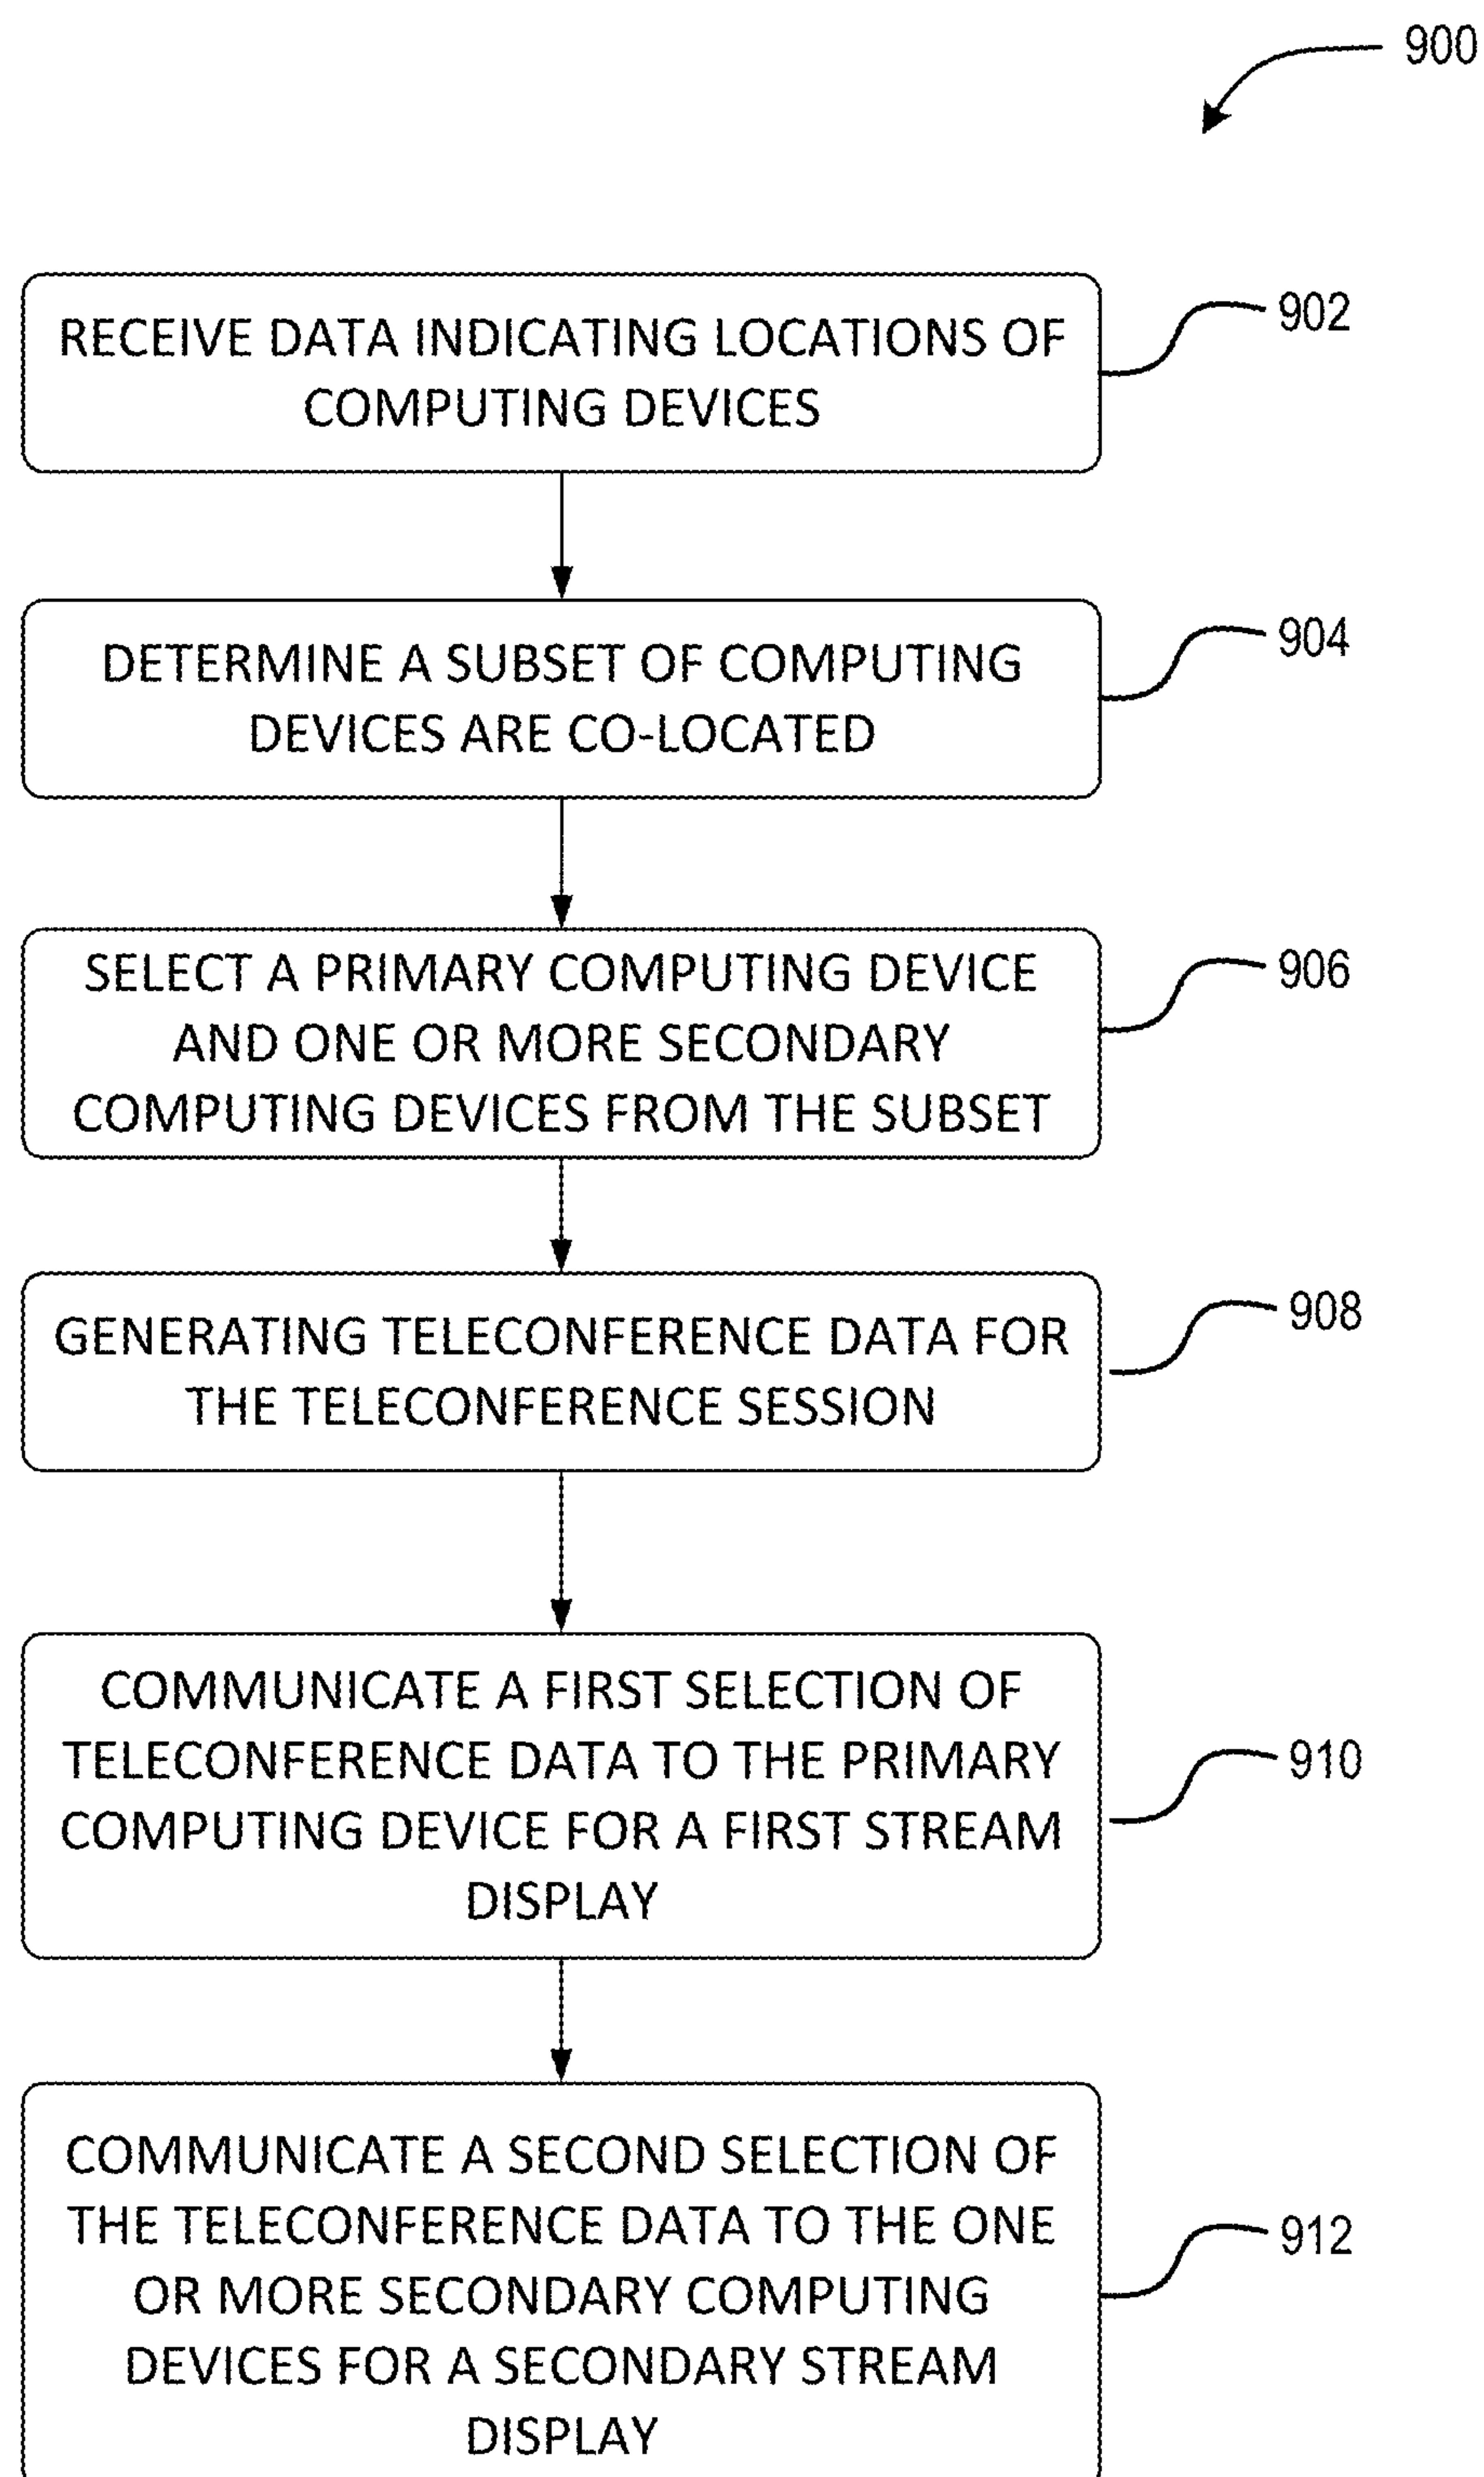 900
RECEIVE DATA INDICATING LOCATIONS OF
COMPUTING DEVICES
902
DETERMINE A SUBSET OF COMPUTING
DEVICES ARE CO-LOCATED
904
SELECT A PRIMARY COMPUTING DEVICE
AND ONE OR MORE SECONDARY
COMPUTING DEVICES FROM THE SUBSET
906
GENERATING TELECONFERENCE DATA FOR
THE TELECONFERENCE SESSION
908
COMMUNICATE A FIRST SELECTION OF
TELECONFERENCE DATA TO THE PRIMARY
COMPUTING DEVICE FOR A FIRST STREAM
DISPLAY
910
COMMUNICATE A SECOND SELECTION OF
THE TELECONFERENCE DATA TO THE ONE
OR MORE SECONDARY COMPUTING
DEVICES FOR A SECONDARY STREAM
DISPLAY
912